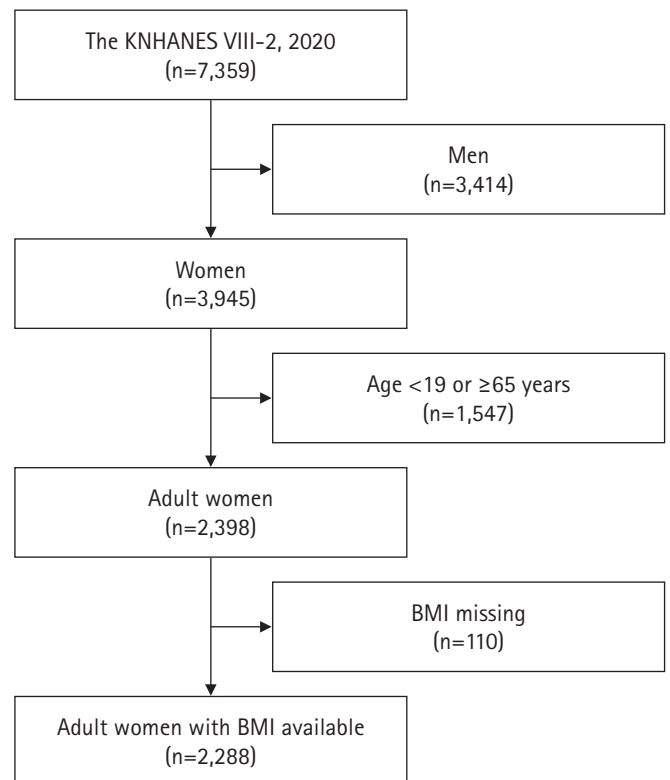 The KNHANES VIII-2, 2020
(n=7,359)
Men
(n=3,414)
Women
(n=3,945)
Age <19 or ≥65 years
(n=1,547)
Adult women
(n=2,398)
BMI missing
(n=110)
Adult women with BMI available
(n=2,288)